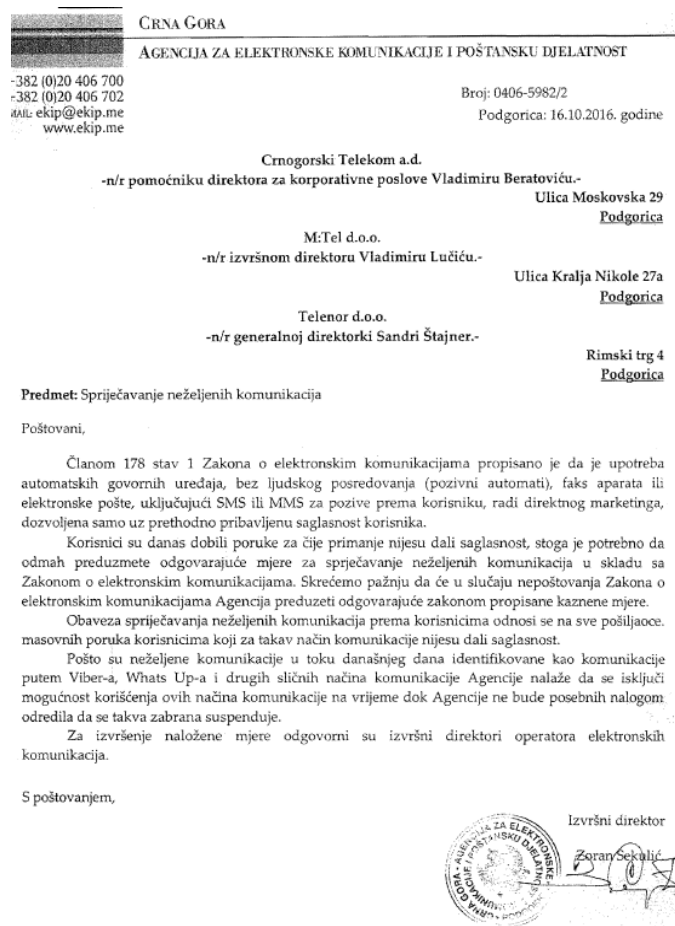 CRNA GORA
AGENCIJA ZA ELEKTRONSKE KOMUNIKACIJE I POŠTANSKU DJELATNOST
-382 (0)20 406 700
-382 (0)20 406 702
MAIL: ekip@ekip.me
www.ekip.me
Broj: 0406-5982/2
Podgorica: 16.10.2016. godine
Crnogorski Telekom a.d.
-n/r pomoćniku direktora za korporativne poslove Vladimiru Beratoviću.-
Ulica Moskovska 29
Podgorica
M:Tel d.o.o.
-n/r izvršnom direktoru Vladimiru Lučiću.-
Ulica Kralja Nikole 27a
Podgorica
Telenor d.o.o.
-n/r generalnoj direktorki Sandri Štajner.-
Rimski trg 4
Podgorica
Predmet: Spriječavanje neželjenih komunikacija
Poštovani,
Članom 178 stav 1 Zakona o elektronskim komunikacijama propisano je da je upotreba
automatskih govornih uređaja, bez ljudskog posredovanja (pozivni automati), faks aparata ili
elektronske pošte, uključujući SMS ili MMS za pozive prema korisniku, radi direktnog marketinga,
dozvoljena samo uz prethodno pribavljenu saglasnost korisnika.
Korisnici su danas dobili poruke za čije primanje nijesu dali saglasnost, stoga je potrebno da
odmah preduzmete odgovarajuće mjere za sprječavanje neželjenih komunikacija u skladu sa
Zakonom o elektronskim komunikacijama. Skrećemo pažnju da će u slučaju nepoštovanja Zakona o
elektronskim komunikacijama Agencija preduzeti odgovarajuće zakonom propisane kaznene mjere.
Obaveza spriječavanja neželjenih komunikacija prema korisnicima odnosi se na sve pošiljaoce.
masovnih poruka korisnicima koji za takav način komunikacije nijesu dali saglasnost.
Pošto su neželjene komunikacije u toku današnjeg dana identifikovane kao komunikacije
putem Viber-a, Whats Up-a i drugih sličnih načina komunikacije Agencije nalaže da se isključi
mogućnost korišćenja ovih načina komunikacije na vrijeme dok Agencije ne bude posebnih nalogom
odredila da se takva zabrana suspenduje.
Za izvršenje naložene mjere odgovorni su izvršni direktori operatora elektronskih
komunikacija.
S poštovanjem,
Izvršni direktor
Zoran Sekulić
CRNA GORA - AGENCIJA ZA ELEKTRONSKE KOMUNIKACIJE I POŠTANSKU DJELATNOST